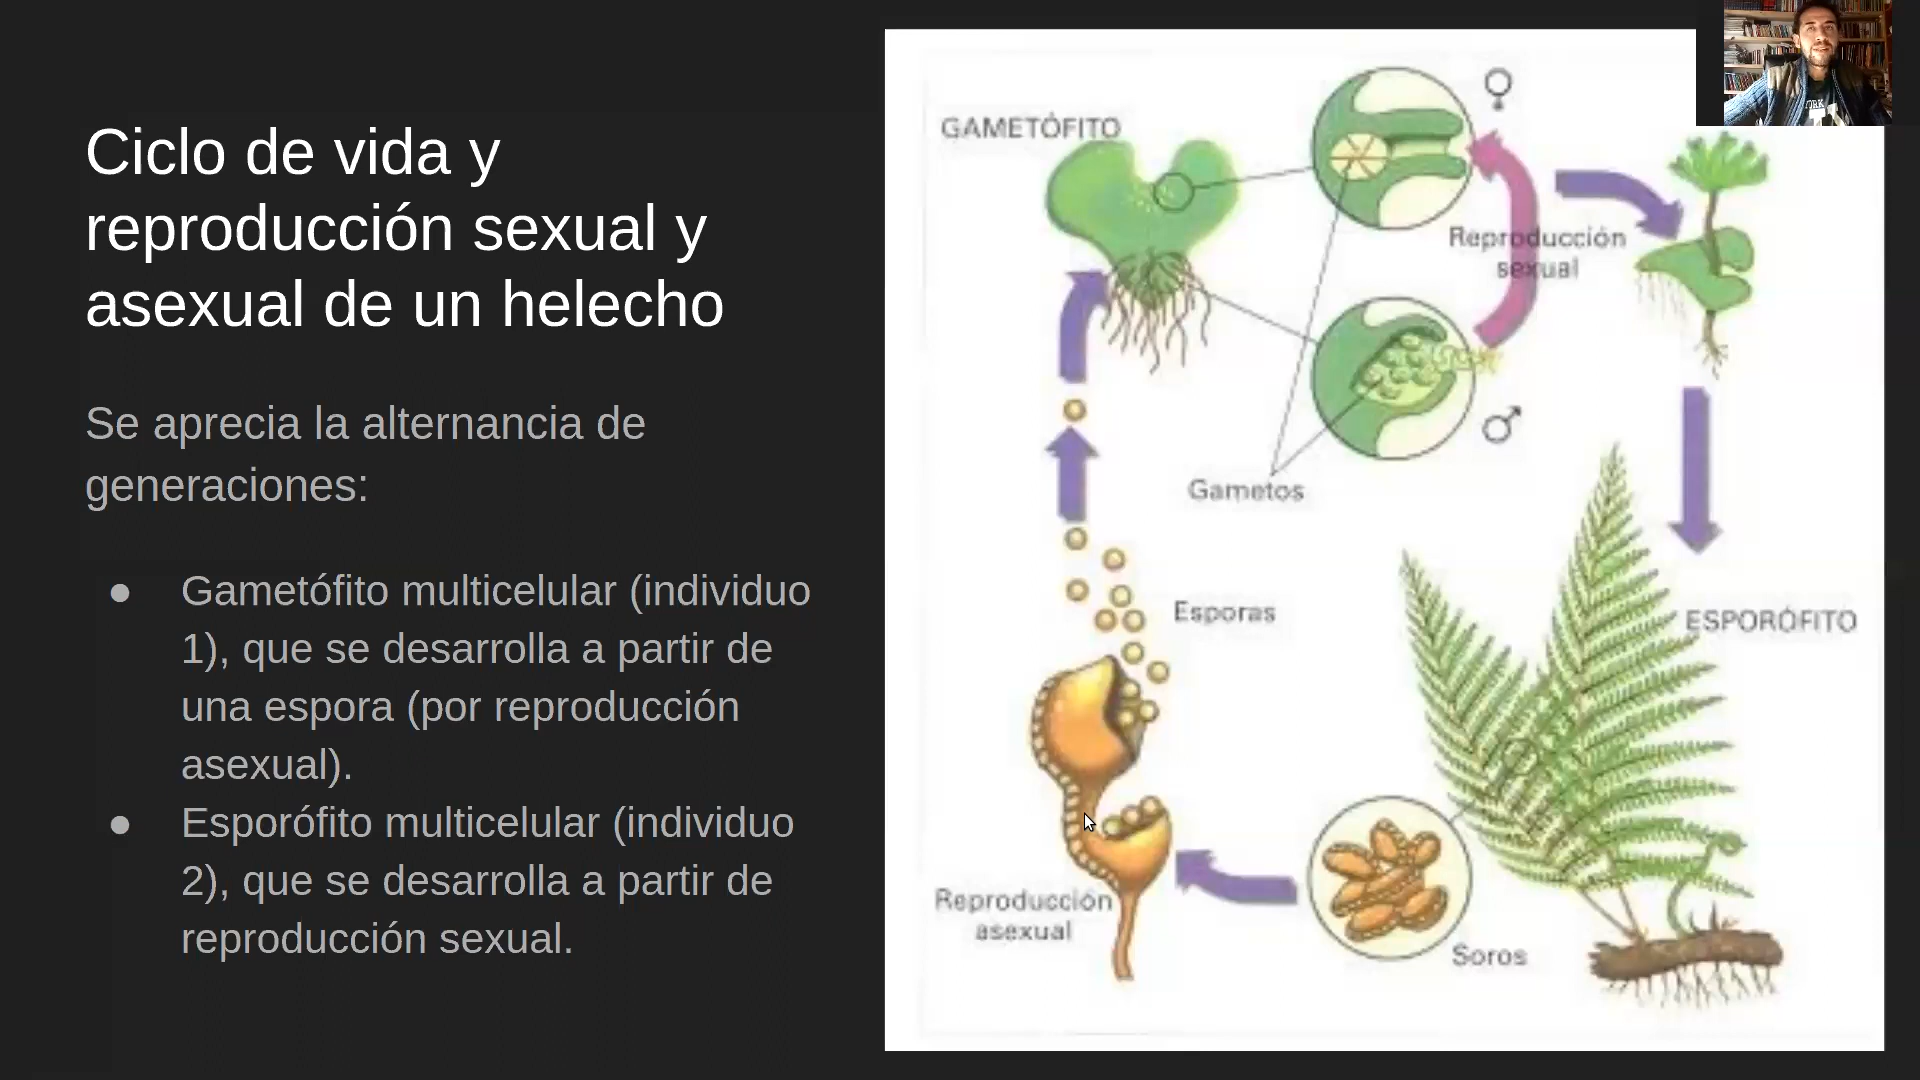 Ciclo de vida y
reproducción sexual y
asexual de un helecho
Se aprecia la alternancia de
generaciones:
● Gametófito multicelular (individuo
1), que se desarrolla a partir de
una espora (por reproducción
asexual).
● Esporófito multicelular (individuo
2), que se desarrolla a partir de
reproducción sexual.
GAMETÓFITO
♀
Reproducción
sexual
♂
Gametos
Esporas
ESPORÓFITO
Reproducción
asexual
Soros